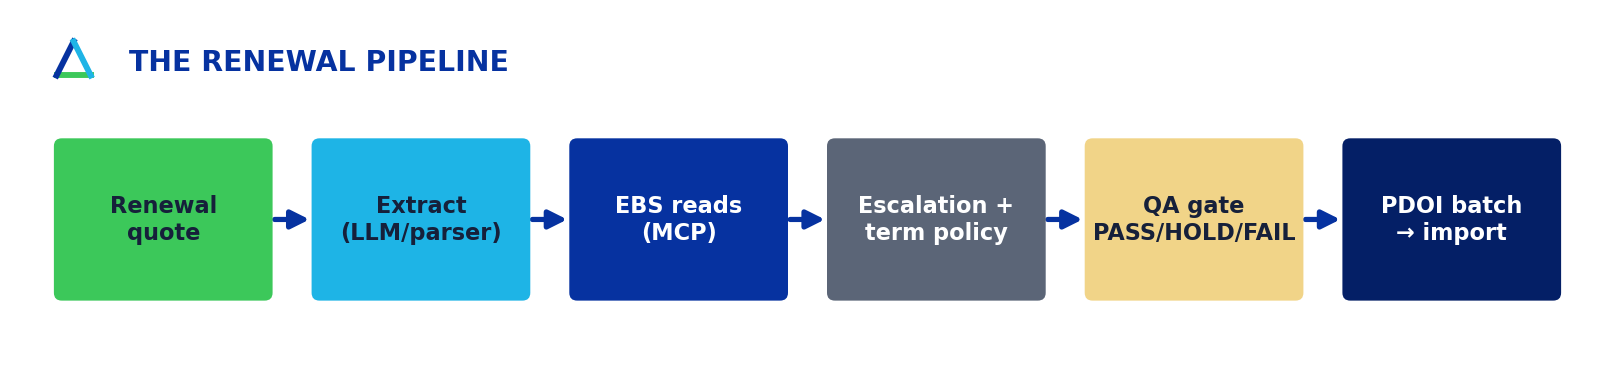 THE RENEWAL PIPELINE
Renewal
quote
Extract
(LLM/parser)
EBS reads
(MCP)
Escalation +
term policy
QA gate
PASS/HOLD/FAIL
PDOI batch
→ import